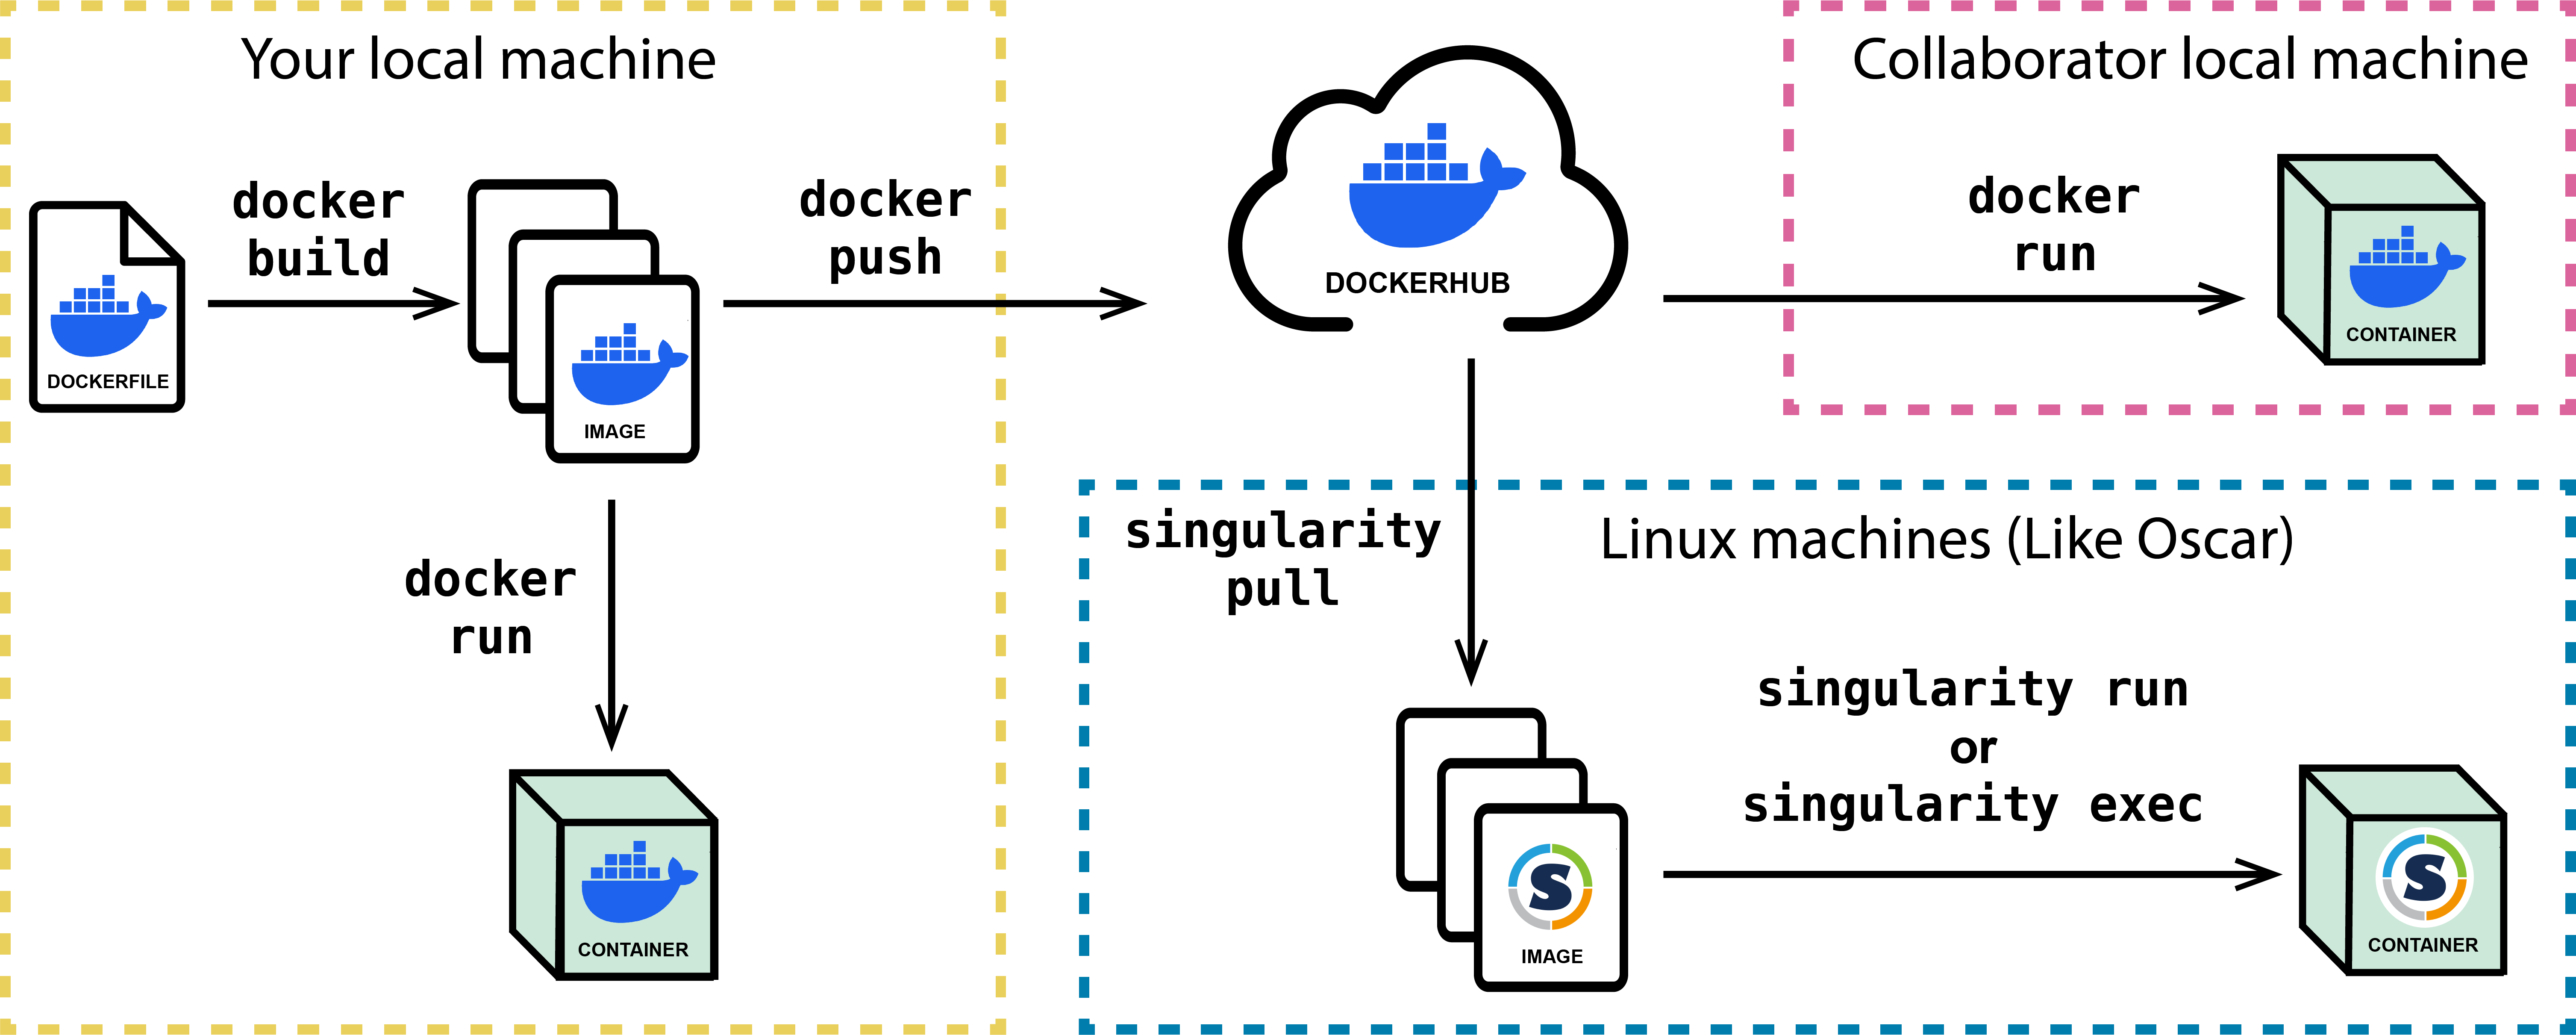 Your local machine
DOCKERFILE
docker
build
IMAGE
docker
push
docker
run
CONTAINER
DOCKERHUB
Collaborator local machine
docker
run
CONTAINER
Linux machines (Like Oscar)
singularity
pull
S
IMAGE
singularity run
or
singularity exec
S
CONTAINER